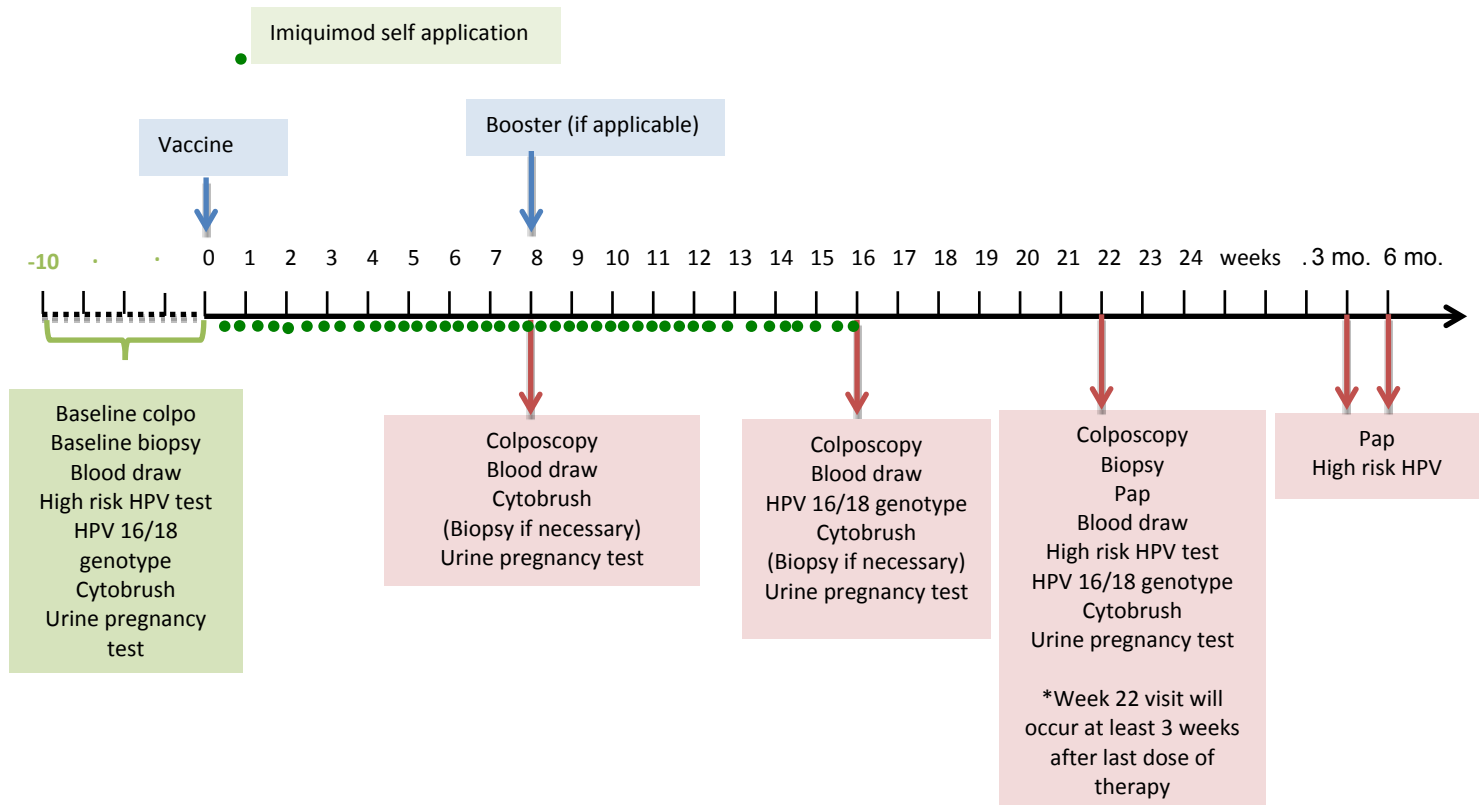 Imiquimod self application
Vaccine
Booster (if applicable)
-10 . . 0 1 2 3 4 5 6 7 8 9 10 11 12 13 14 15 16 17 18 19 20 21 22 23 24 weeks . 3 mo. 6 mo.
Baseline colpo
Baseline biopsy
Blood draw
High risk HPV test
HPV 16/18
genotype
Cytobrush
Urine pregnancy
test
Colposcopy
Blood draw
Cytobrush
(Biopsy if necessary)
Urine pregnancy test
Colposcopy
Blood draw
HPV 16/18 genotype
Cytobrush
(Biopsy if necessary)
Urine pregnancy test
Colposcopy
Biopsy
Pap
Blood draw
High risk HPV test
HPV 16/18 genotype
Cytobrush
Urine pregnancy test
*Week 22 visit will
occur at least 3 weeks
after last dose of
therapy
Pap
High risk HPV